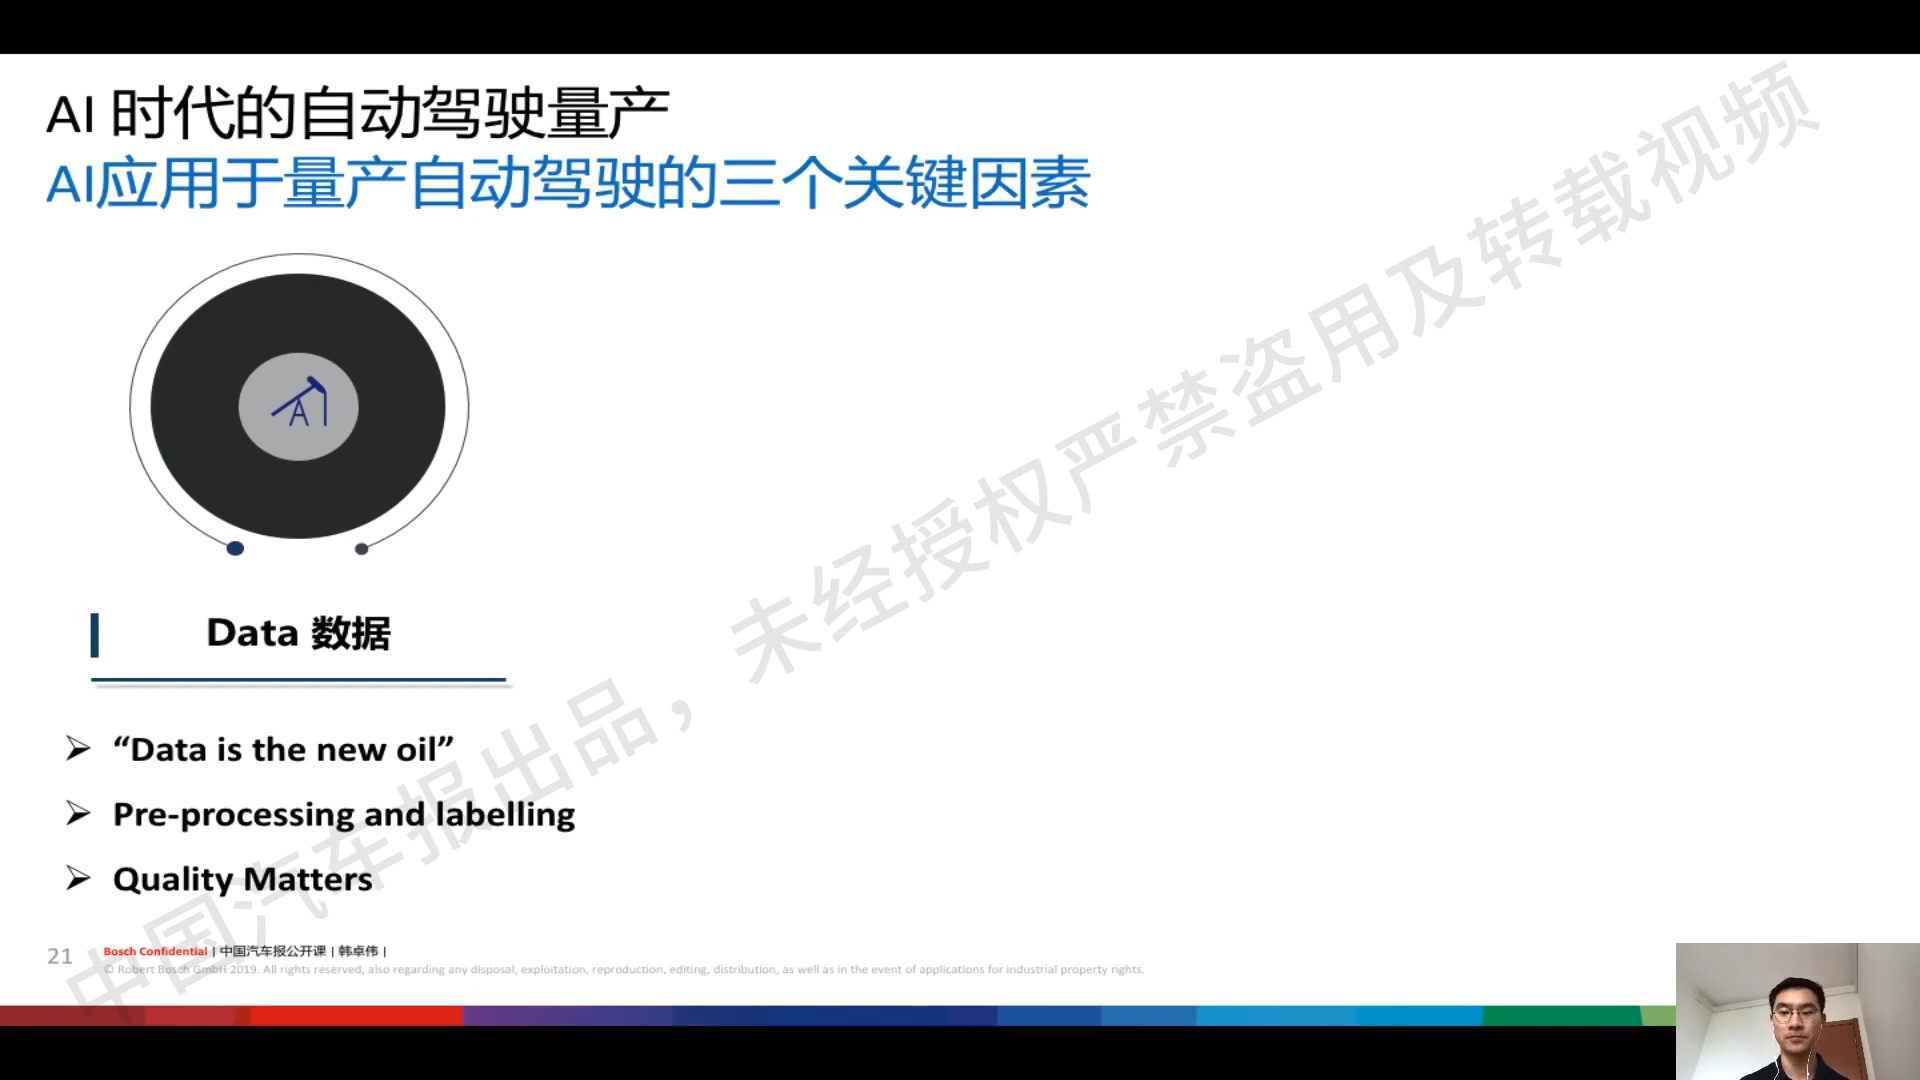 AI 时代的自动驾驶量产
AI应用于量产自动驾驶的三个关键因素
Data 数据
“Data is the new oil”
Pre-processing and labelling
Quality Matters
21
Bosch Confidential | 中国汽车报公开课 | 韩卓伟 |
© Robert Bosch GmbH 2019. All rights reserved, also regarding any disposal, exploitation, reproduction, editing, distribution, as well as in the event of applications for industrial property rights.
中国汽车报出品，未经授权严禁盗用及转载视频